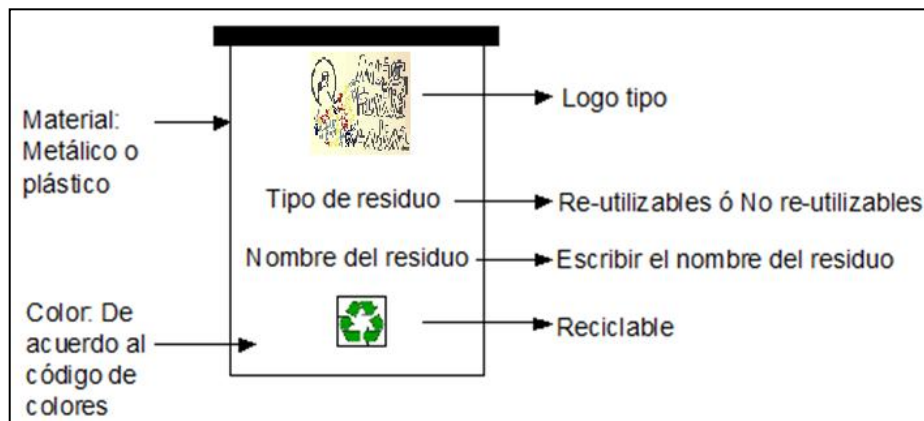 Logo tipo
Material:
Metálico o
plástico
Tipo de residuo
Re-utilizables ó No re-utilizables
Nombre del residuo
Escribir el nombre del residuo
Color: De
acuerdo al
código de
colores
Reciclable